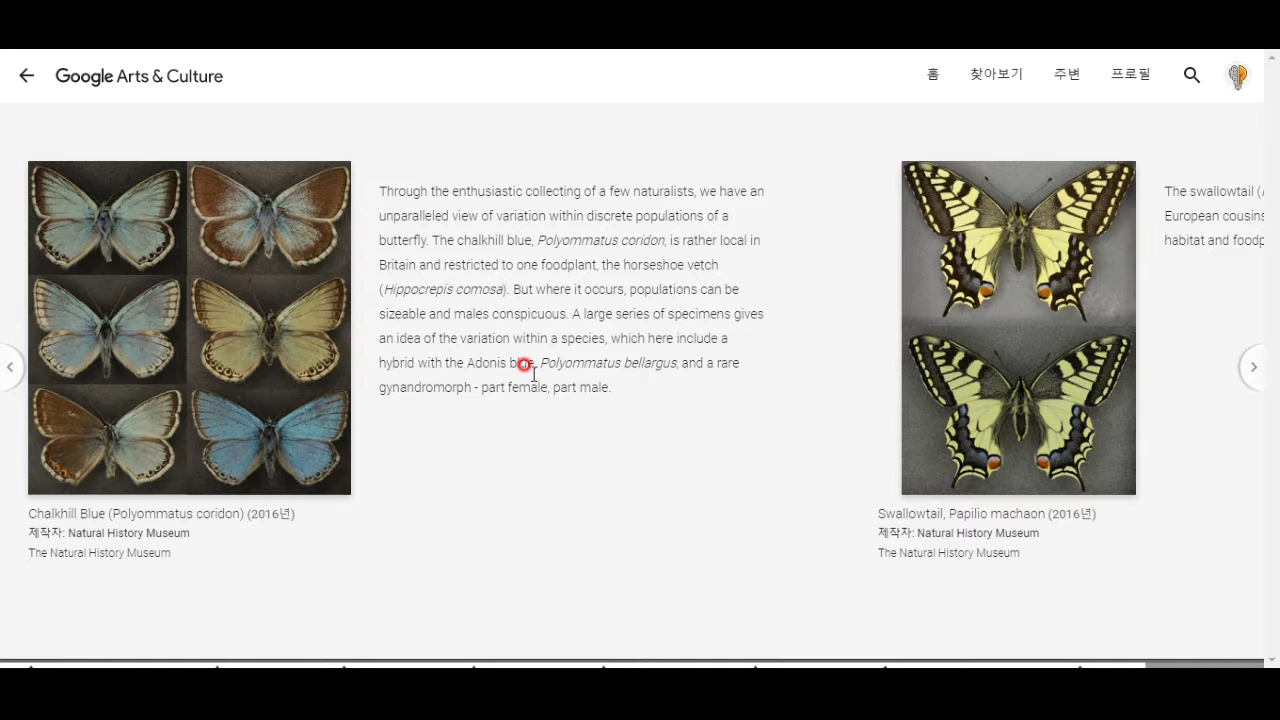 Google Arts & Culture
홈 찾아보기 주변 프로필
Through the enthusiastic collecting of a few naturalists, we have an
unparalleled view of variation within discrete populations of a
butterfly. The chalkhill blue, Polyommatus coridon, is rather local in
Britain and restricted to one foodplant, the horseshoe vetch
(Hippocrepis comosa). But where it occurs, populations can be
sizeable and males conspicuous. A large series of specimens gives
an idea of the variation within a species, which here include a
hybrid with the Adonis blue, Polyommatus bellargus, and a rare
gynandromorph - part female, part male.
Chalkhill Blue (Polyommatus coridon) (2016년)
제작자: Natural History Museum
The Natural History Museum
Swallowtail, Papilio machaon (2016년)
제작자: Natural History Museum
The Natural History Museum
The swallowtail (
European cousins
habitat and foodp